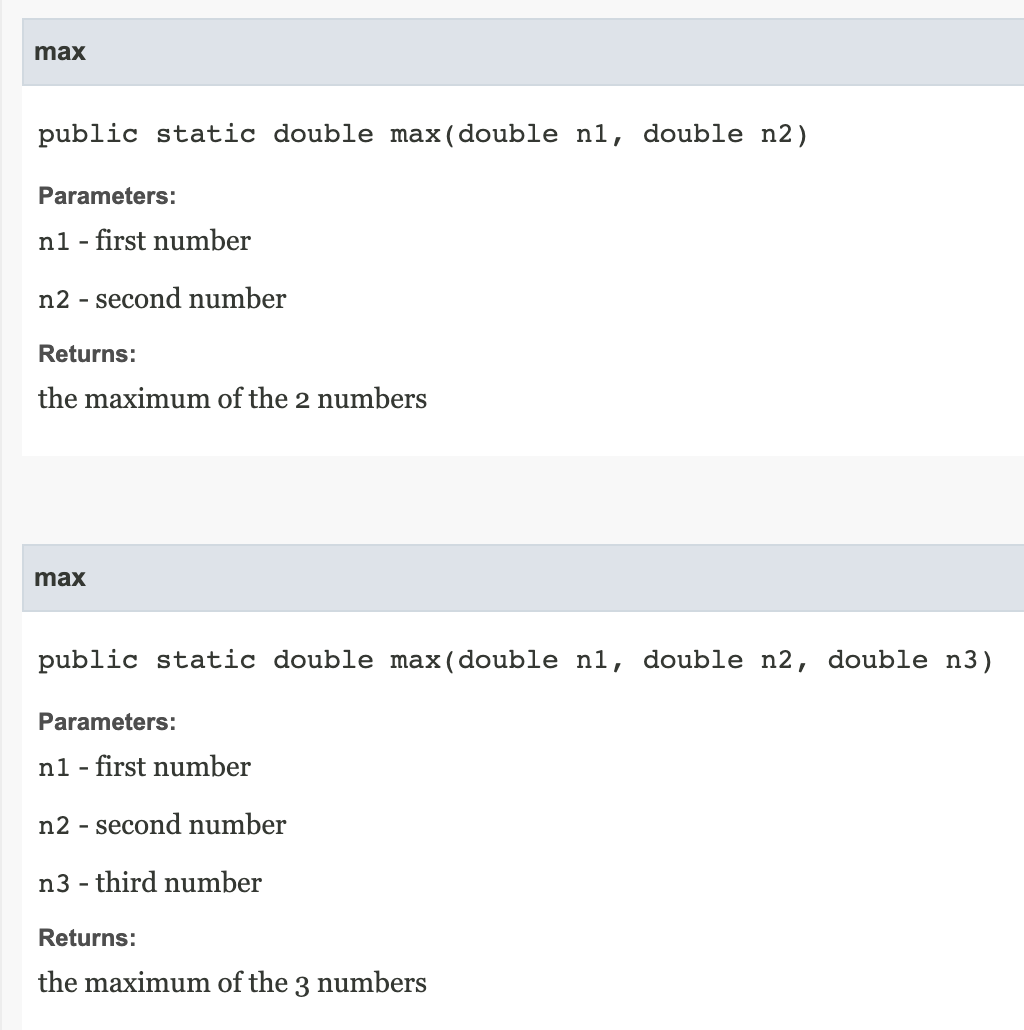 max
public static double max(double n1, double n2)
Parameters:
n1 - first number
n2 - second number
Returns:
the maximum of the 2 numbers
max
public static double max(double n1, double n2, double n3)
Parameters:
n1 - first number
n2 - second number
n3 - third number
Returns:
the maximum of the 3 numbers